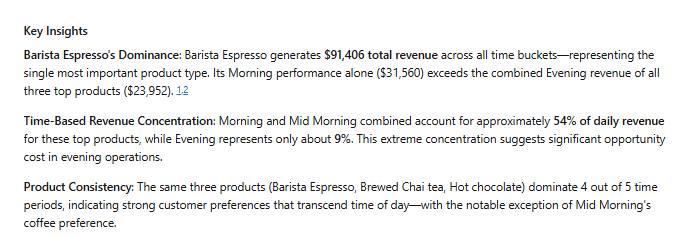 Key Insights
Barista Espresso's Dominance: Barista Espresso generates $91,406 total revenue across all time buckets—representing the
single most important product type. Its Morning performance alone ($31,560) exceeds the combined Evening revenue of all
three top products ($23,952). 12
Time-Based Revenue Concentration: Morning and Mid Morning combined account for approximately 54% of daily revenue
for these top products, while Evening represents only about 9%. This extreme concentration suggests significant opportunity
cost in evening operations.
Product Consistency: The same three products (Barista Espresso, Brewed Chai tea, Hot chocolate) dominate 4 out of 5 time
periods, indicating strong customer preferences that transcend time of day—with the notable exception of Mid Morning's
coffee preference.